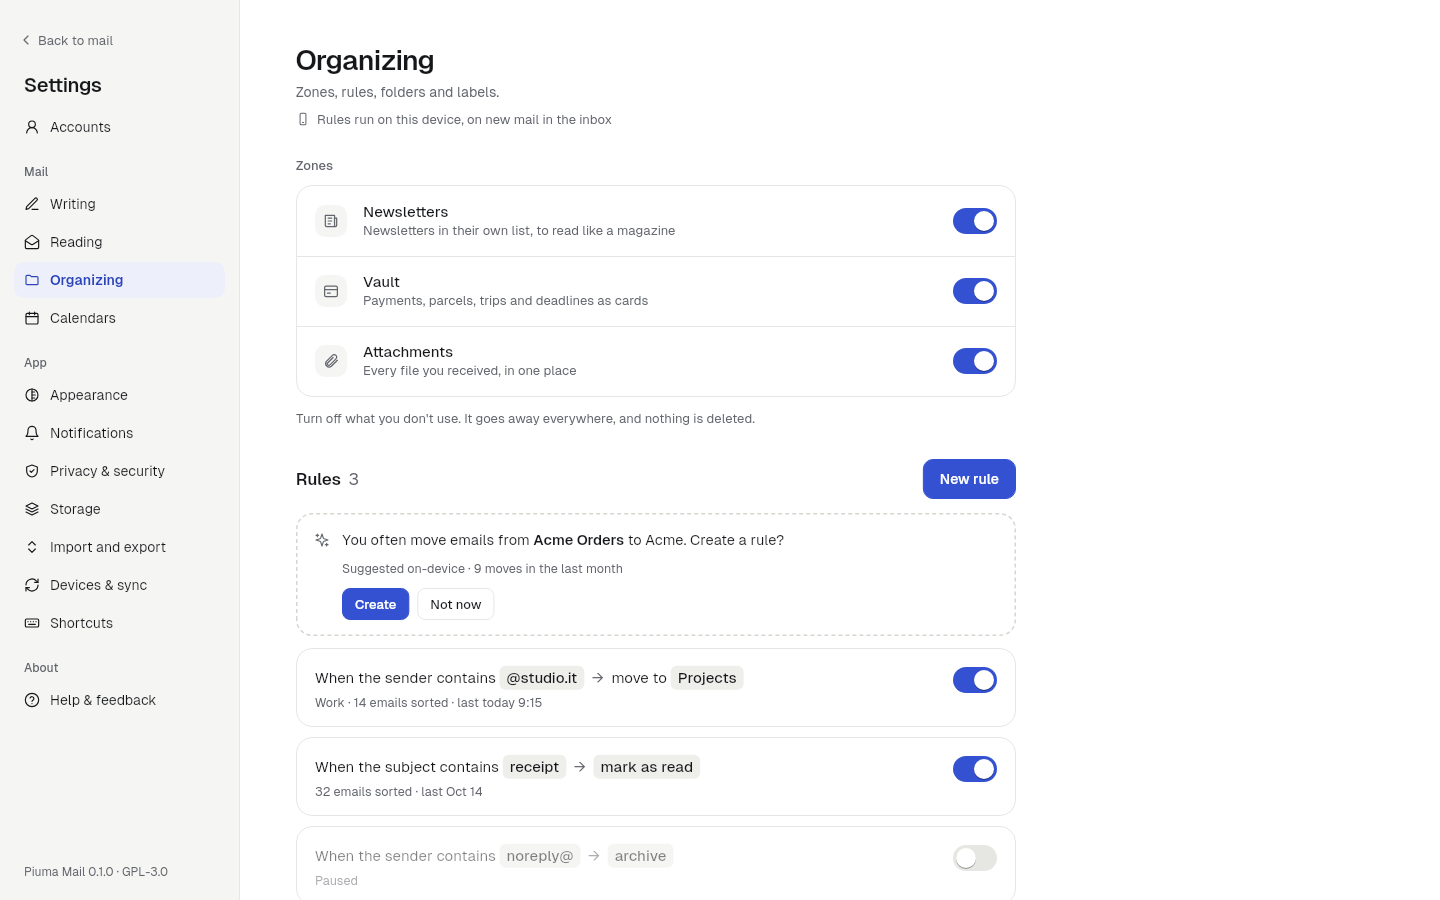 Back to mail
Settings
Accounts
Mail
Writing
Reading
Organizing
Calendars
App
Appearance
Notifications
Privacy & security
Storage
Import and export
Devices & sync
Shortcuts
About
Help & feedback
Piuma Mail 0.1.0 · GPL-3.0
Organizing
Zones, rules, folders and labels.
Rules run on this device, on new mail in the inbox
Zones
Newsletters
Newsletters in their own list, to read like a magazine
Vault
Payments, parcels, trips and deadlines as cards
Attachments
Every file you received, in one place
Turn off what you don't use. It goes away everywhere, and nothing is deleted.
Rules 3
New rule
You often move emails from Acme Orders to Acme. Create a rule?
Suggested on-device · 9 moves in the last month
Create Not now
When the sender contains @studio.it → move to Projects
Work · 14 emails sorted · last today 9:15
When the subject contains receipt → mark as read
32 emails sorted · last Oct 14
When the sender contains noreply@ → archive
Paused